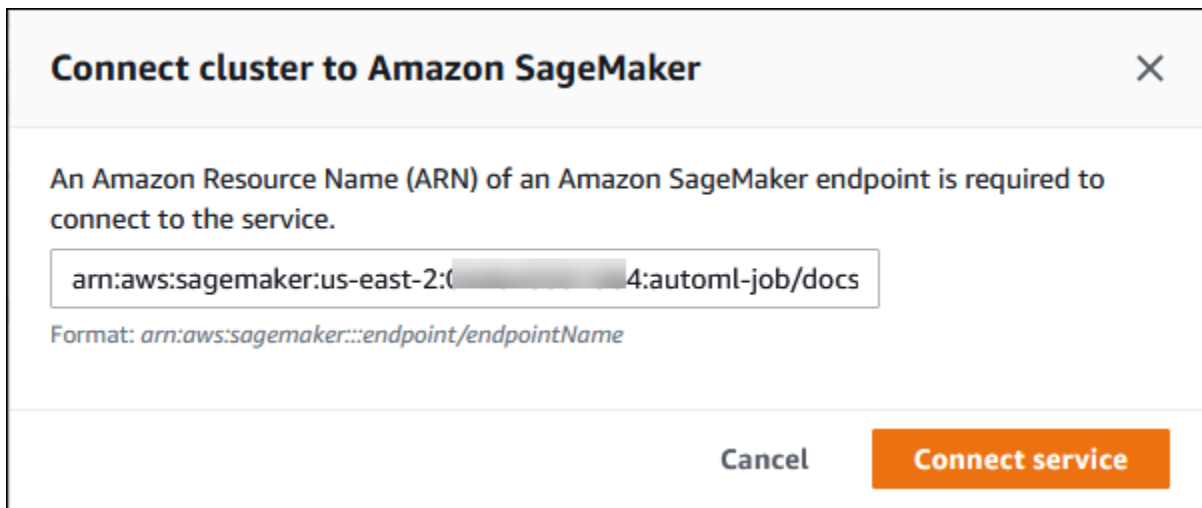 Connect cluster to Amazon SageMaker
An Amazon Resource Name (ARN) of an Amazon SageMaker endpoint is required to
connect to the service.
arn:aws:sagemaker:us-east-2: 4:automl-job/docs
Format: arn:aws:sagemaker:::endpoint/endpointName
Cancel
Connect service